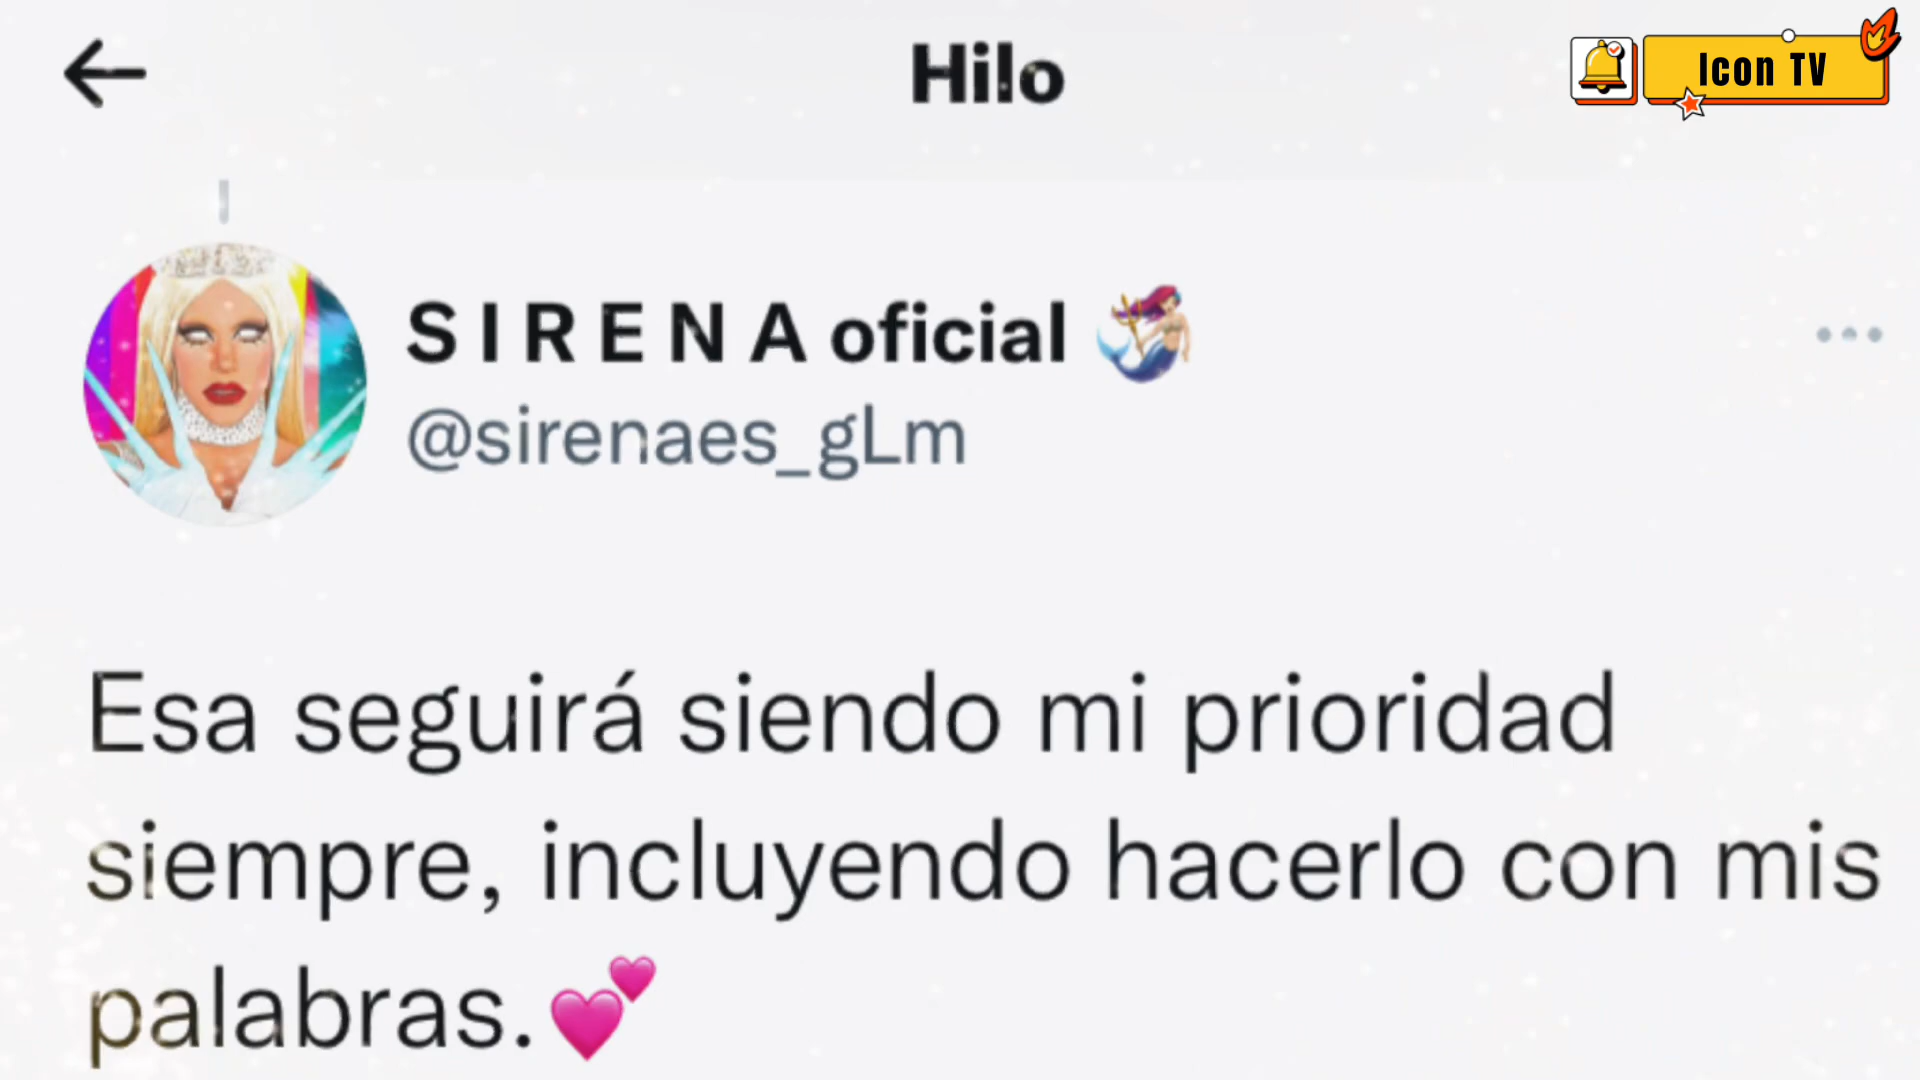 Hilo
Icon TV
S I R E N A oficial 🧜‍♀️
@sirenaes_gLm
Esa seguirá siendo mi prioridad
siempre, incluyendo hacerlo con mis
palabras.💕